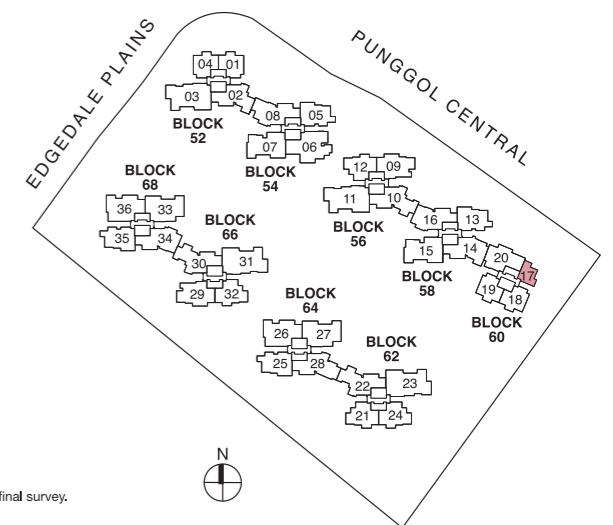 EDGEDALE PLAINS
PUNGGOL CENTRAL
04 01
03 02
BLOCK
52
08 05
07 06
BLOCK
54
12 09
11 10
BLOCK
56
16 13
15 14
BLOCK
58
20 17
19 18
BLOCK
60
BLOCK
68
36 33
35 34
BLOCK
66
30 31
29 32
BLOCK
64
26 27
25 28
BLOCK
62
22 23
21 24
N
final survey.